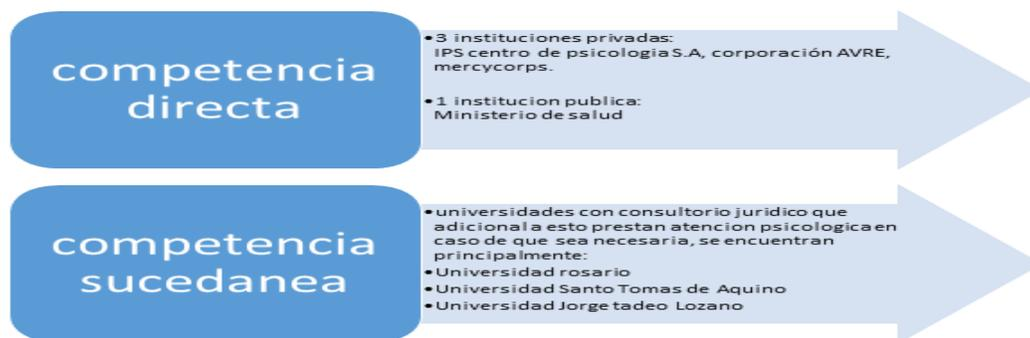 competencia
directa
•3 instituciones privadas:
IPS centro de psicologia S.A, corporación AVRE,
mercycorps.
•1 institucion publica:
Ministerio de salud
competencia
sucedanea
•universidades con consultorio juridico que
adicional a esto prestan atencion psicologica en
caso de que sea necesaria, se encuentran
principalmente:
•Universidad rosario
•Universidad Santo Tomas de Aquino
•Universidad Jorge tadeo Lozano